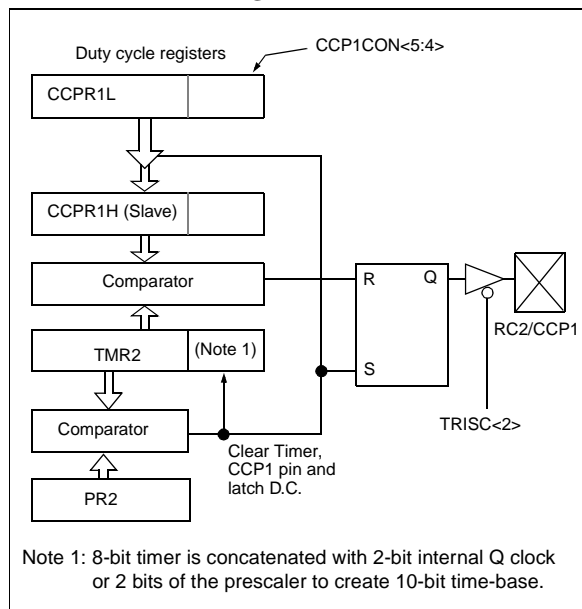 Duty cycle registers
CCP1CON<5:4>
CCPR1L
CCPR1H (Slave)
Comparator
R
Q
RC2/CCP1
TMR2
(Note 1)
S
TRISC<2>
Comparator
Clear Timer,
CCP1 pin and
latch D.C.
PR2
Note 1: 8-bit timer is concatenated with 2-bit internal Q clock
or 2 bits of the prescaler to create 10-bit time-base.